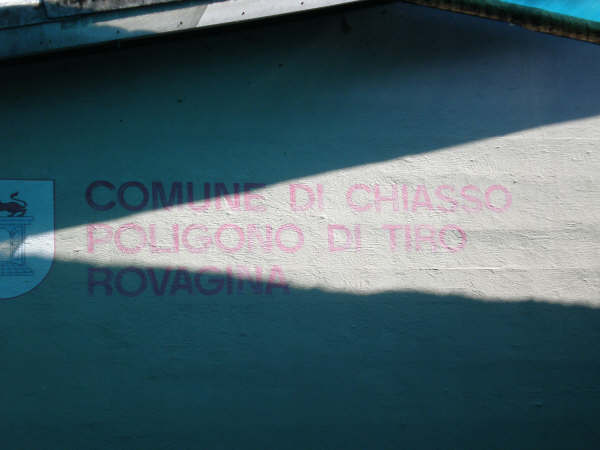 COMUNE DI CHIASSO
POLIGONO DI TIRO
ROVAGINA